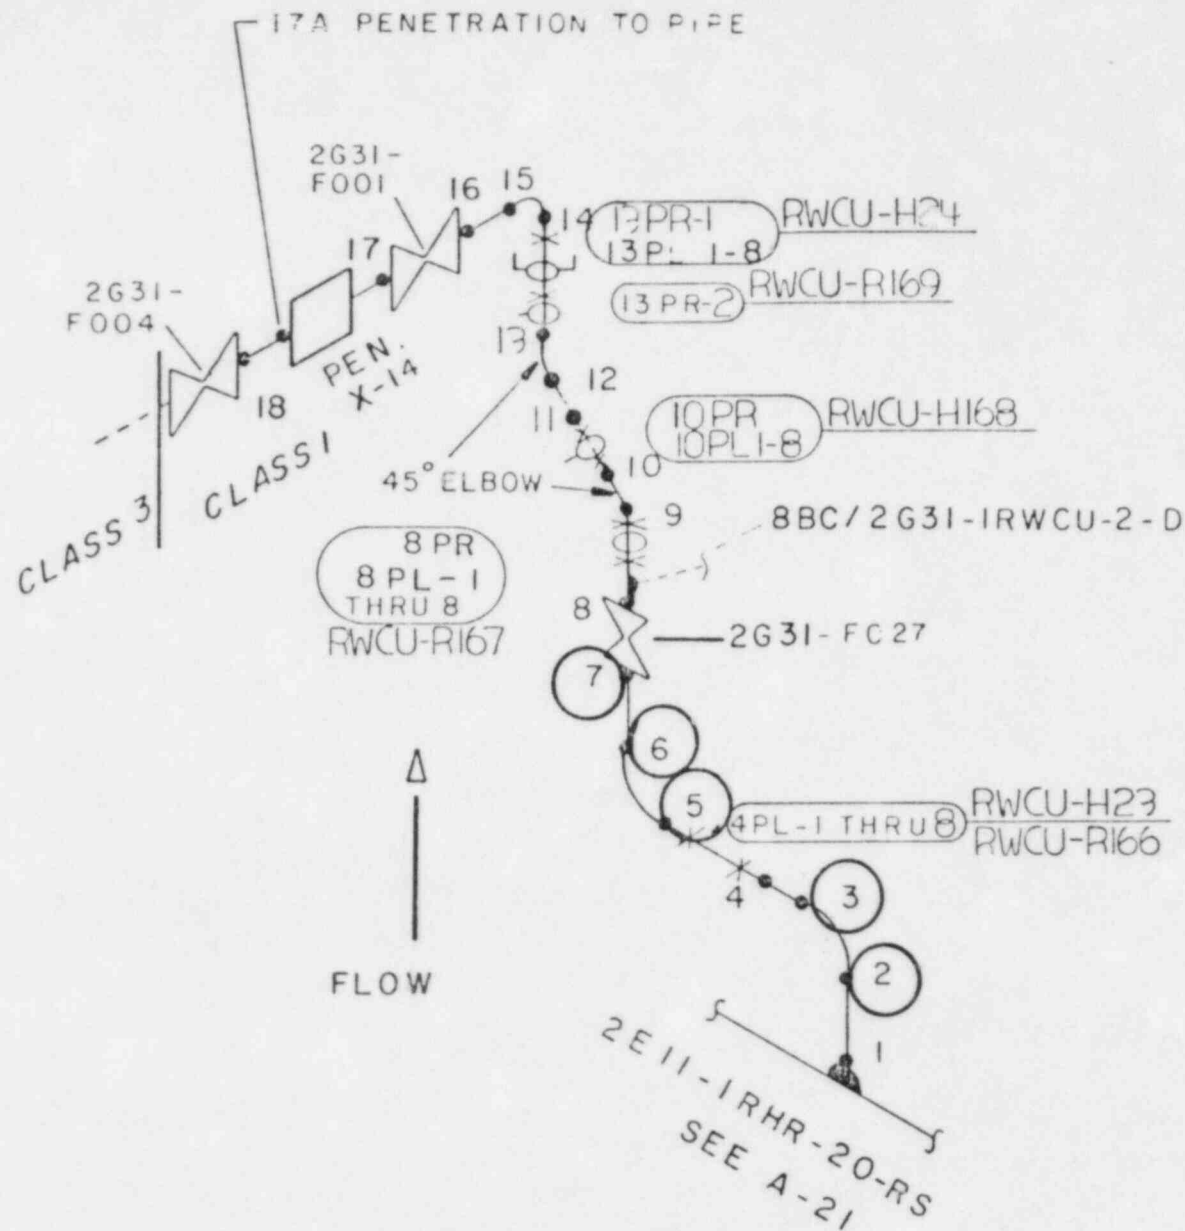 17A PENETRATION TO PIPE
2G31-
F001
16
15
14
13PR-1
13PL 1-8
RWCU-H24
17
13PR-2
RWCU-R169
2G31-
F004
13
PEN.
X-14
12
18
11
10PR
10PL1-8
RWCU-H168
CLASS 1
10
45° ELBOW
9
CLASS 3
8BC/2G31-1RWCU-2-D
8PR
8PL-1
THRU 8
RWCU-R167
8
2G31-FC27
7
6
5
4PL-1 THRU 8
RWCU-H23
RWCU-R166
4
3
2
FLOW
1
2E11-1RHR-20-RS
SEE A-21